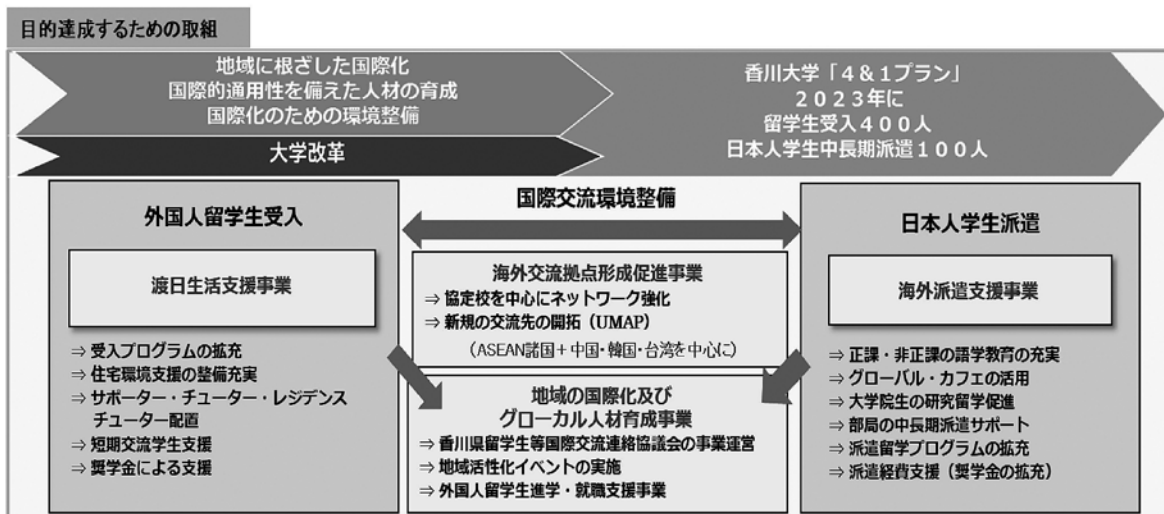 目的達成するための取組
地域に根ざした国際化
国際的通用性を備えた人材の育成
国際化のための環境整備
大学改革
香川大学「４＆１プラン」
２０２３年に
留学生受入４００人
日本人学生中長期派遣１００人
外国人留学生受入
渡日生活支援事業
⇒ 受入プログラムの拡充
⇒ 住宅環境支援の整備充実
⇒ サポーター・チューター・レジデンス
チューター配置
⇒ 短期交流学生支援
⇒ 奨学金による支援
国際交流環境整備
海外交流拠点形成促進事業
⇒ 協定校を中心にネットワーク強化
⇒ 新規の交流先の開拓（UMAP）
（ASEAN諸国＋中国・韓国・台湾を中心に）
地域の国際化及び
グローカル人材育成事業
⇒ 香川県留学生等国際交流連絡協議会の事業運営
⇒ 地域活性化イベントの実施
⇒ 外国人留学生進学・就職支援事業
日本人学生派遣
海外派遣支援事業
⇒ 正課・非正課の語学教育の充実
⇒ グローバル・カフェの活用
⇒ 大学院生の研究留学促進
⇒ 部局の中長期派遣サポート
⇒ 派遣留学プログラムの拡充
⇒ 派遣経費支援（奨学金の拡充）